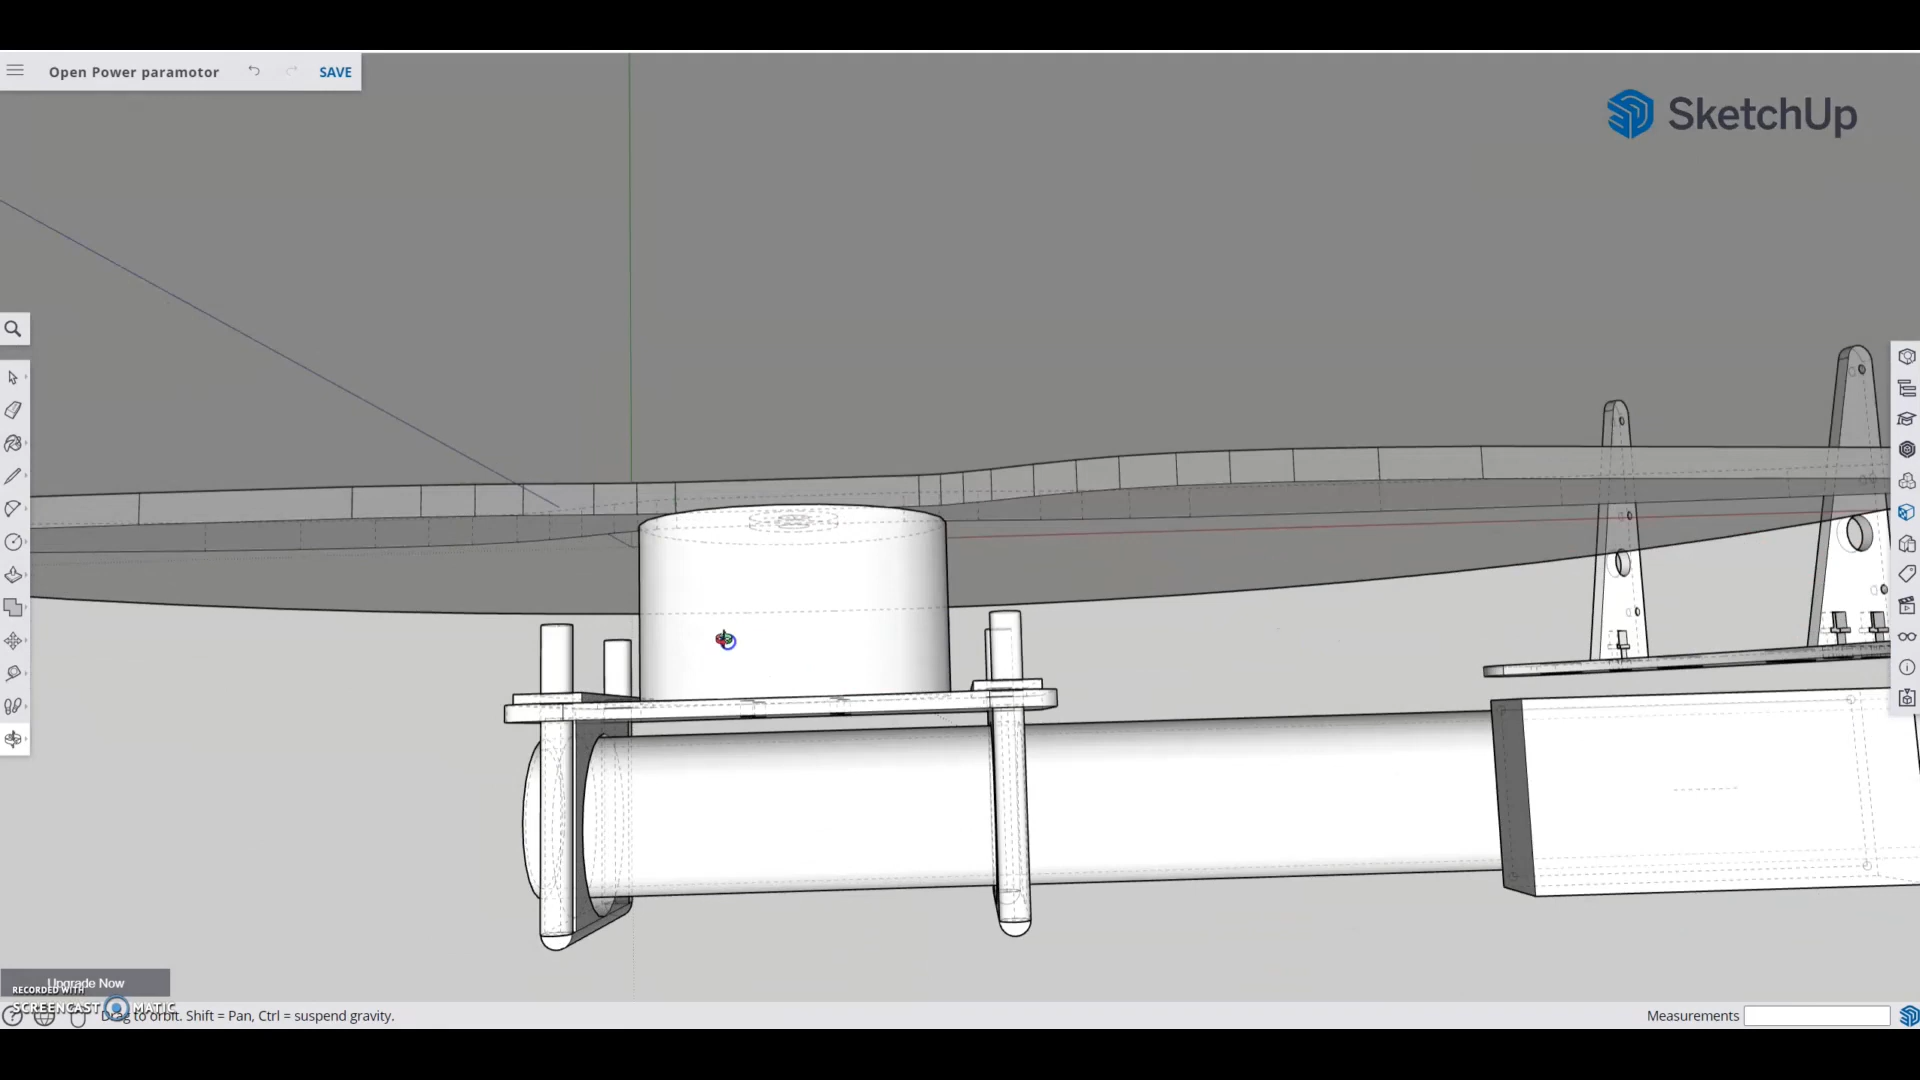 Open Power paramotor
SAVE
SketchUp
Upgrade Now
RECORDED WITH
SCREENCAST MATIC
Drag to orbit. Shift = Pan, Ctrl = suspend gravity.
Measurements